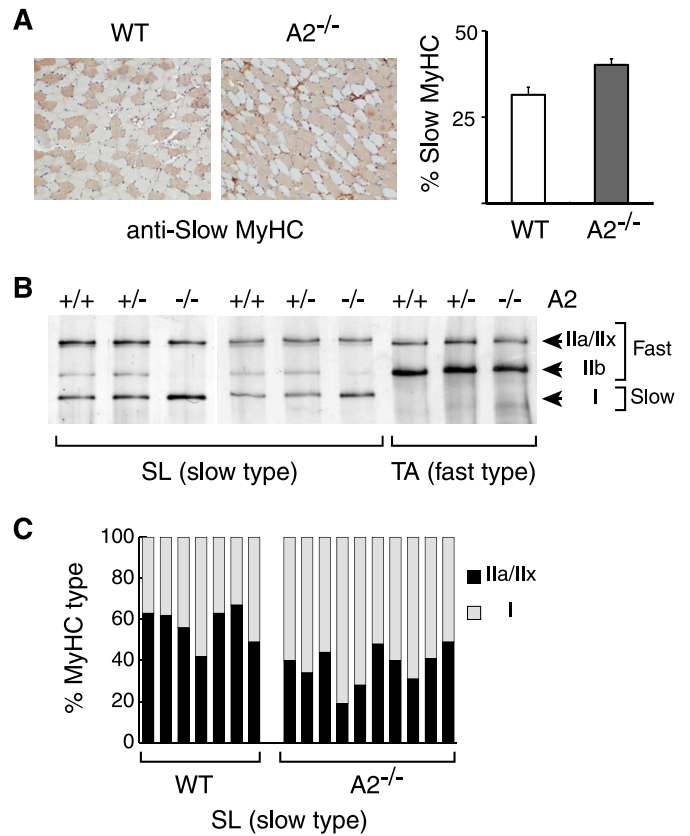 A
WT A2-/-
anti-Slow MyHC
% Slow MyHC
50
25
WT A2-/-
B
+/+ +/- -/- +/+ +/- -/- +/+ +/- -/- A2
IIa/IIx
IIb
I
Fast
Slow
SL (slow type) TA (fast type)
C
% MyHC type
100
80
60
40
20
0
IIa/IIx
I
WT A2-/-
SL (slow type)